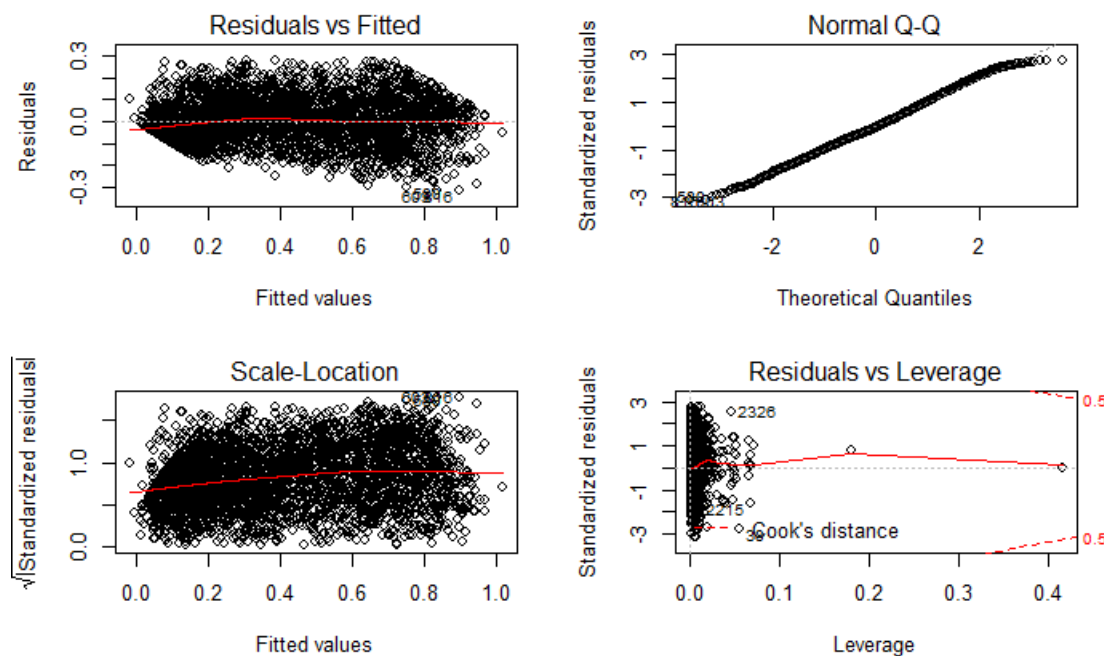 Residuals vs Fitted
Residuals
0.3
0.0
-0.3
0.0 0.2 0.4 0.6 0.8 1.0
Fitted values
Normal Q-Q
Standardized residuals
3
1
-1
-3
-2 0 2
Theoretical Quantiles
Scale-Location
√|Standardized residuals|
1.0
0.0
0.0 0.2 0.4 0.6 0.8 1.0
Fitted values
Residuals vs Leverage
Standardized residuals
3
1
-1
-3
2326
2215
Cook's distance
0.5
0.5
0.0 0.1 0.2 0.3 0.4
Leverage